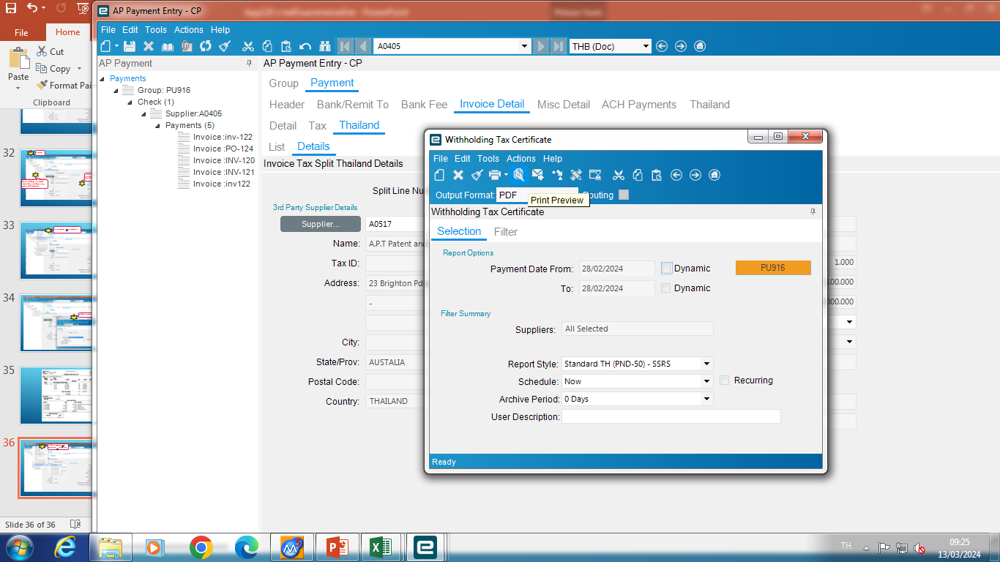 AP Payment Entry - CP
File
Home
Cut
Copy
Format Pai
Paste
Clipboard
32
33
34
35
36
Slide 36 of 36
File Edit Tools Actions Help
A0405
THB (Doc)
AP Payment
Payments
Group: PU916
Check (1)
Supplier:A0405
Payments (5)
Invoice :inv-122
Invoice :PO-124
Invoice :INV-120
Invoice :INV-121
Invoice :inv122
AP Payment Entry - CP
Group Payment
Header Bank/Remit To Bank Fee Invoice Detail Misc Detail ACH Payments Thailand
Detail Tax Thailand
List Details
Invoice Tax Split Thailand Details
Split Line Nu
3rd Party Supplier Details
Supplier... A0517
Name: A.P.T Patent and
Tax ID:
1.000
Address: 23 Brighton Pde
100.000
-
000.000
City:
State/Prov: AUSTALIA
Postal Code:
Country: THAILAND
Withholding Tax Certificate
File Edit Tools Actions Help
Output Format: PDF
Routing
Print Preview
Withholding Tax Certificate
Selection Filter
Report Options
Payment Date From: 28/02/2024 Dynamic PU916
To: 28/02/2024 Dynamic
Filter Summary
Suppliers: All Selected
Report Style: Standard TH (PND-50) - SSRS
Schedule: Now Recurring
Archive Period: 0 Days
User Description:
Ready
TH
09:25
13/03/2024